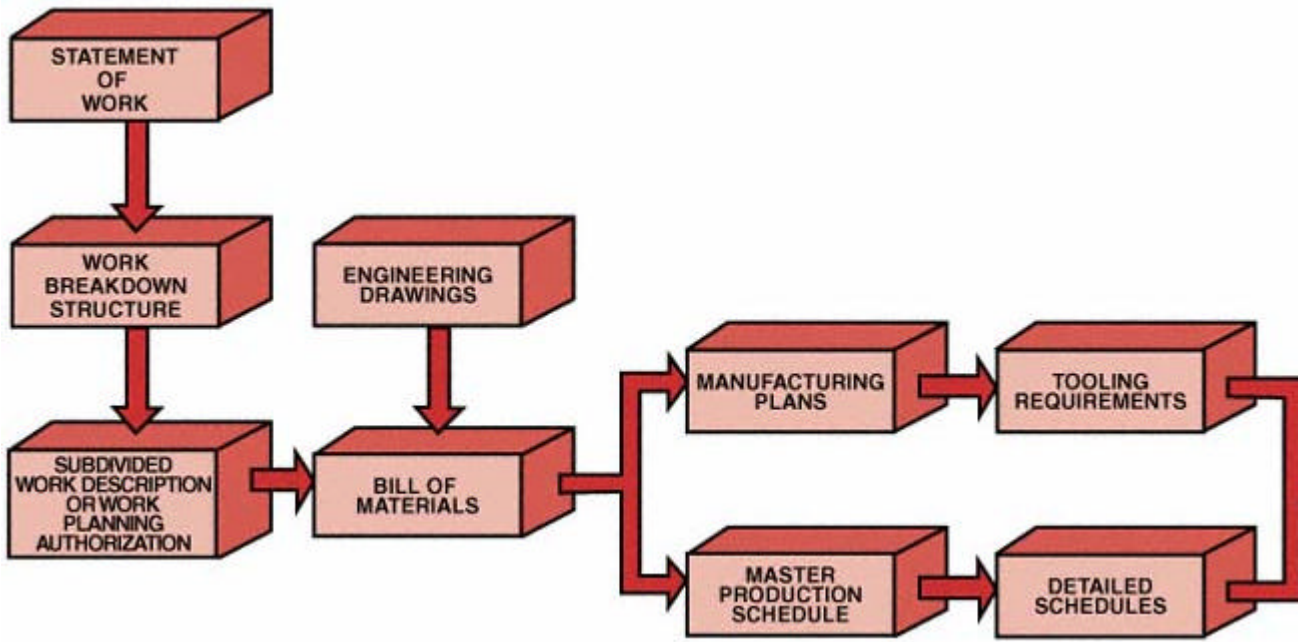 STATEMENT
OF
WORK
WORK
BREAKDOWN
STRUCTURE
ENGINEERING
DRAWINGS
SUBDIVIDED
WORK DESCRIPTION
OR WORK
PLANNING
AUTHORIZATION
BILL OF
MATERIALS
MANUFACTURING
PLANS
TOOLING
REQUIREMENTS
MASTER
PRODUCTION
SCHEDULE
DETAILED
SCHEDULES